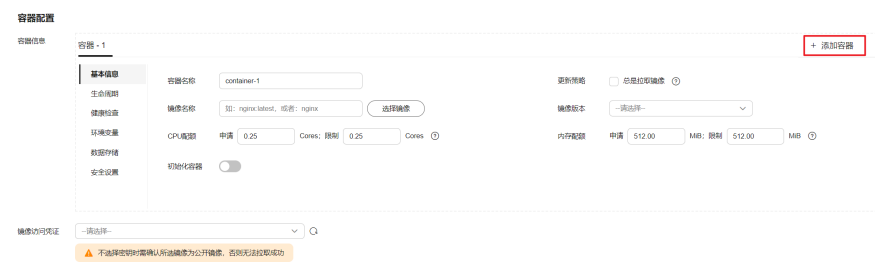 容器配置
容器信息
容器 - 1
+ 添加容器
基本信息
生命周期
健康检查
环境变量
数据存储
安全设置
容器名称 container-1
更新策略 总是拉取镜像 ?
镜像名称 如：nginx:latest，或者：nginx 选择镜像
镜像版本 --请选择--
CPU配额 申请 0.25 Cores；限制 0.25 Cores ?
内存配额 申请 512.00 MiB；限制 512.00 MiB ?
初始化容器
镜像访问凭证 --请选择--
不选择密钥时需确认所选镜像为公开镜像，否则无法拉取成功